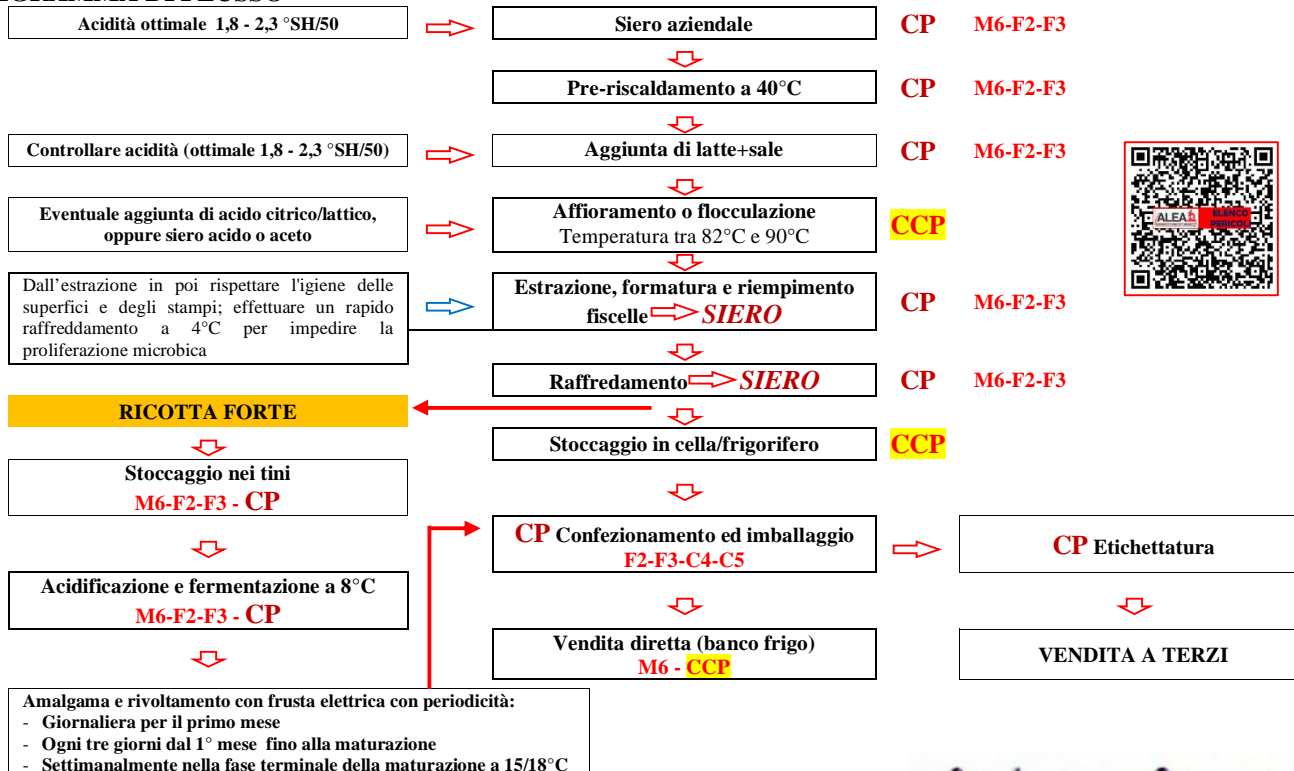 Acidità ottimale 1,8 - 2,3 °SH/50
Siero aziendale
CP M6-F2-F3
Pre-riscaldamento a 40°C
CP M6-F2-F3
Controllare acidità (ottimale 1,8 - 2,3 °SH/50)
Aggiunta di latte+sale
CP M6-F2-F3
Eventuale aggiunta di acido citrico/lattico,
oppure siero acido o aceto
Affioramento o flocculazione
Temperatura tra 82°C e 90°C
CCP
ALEA
ELENCO
PERICOLI
Dall'estrazione in poi rispettare l'igiene delle
superfici e degli stampi; effettuare un rapido
raffreddamento a 4°C per impedire la
proliferazione microbica
Estrazione, formatura e riempimento
fiscelle SIERO
CP M6-F2-F3
Raffredamento SIERO
CP M6-F2-F3
RICOTTA FORTE
Stoccaggio in cella/frigorifero
CCP
Stoccaggio nei tini
M6-F2-F3 - CP
CP Confezionamento ed imballaggio
F2-F3-C4-C5
CP Etichettatura
Acidificazione e fermentazione a 8°C
M6-F2-F3 - CP
Vendita diretta (banco frigo)
M6 - CCP
VENDITA A TERZI
Amalgama e rivoltamento con frusta elettrica con periodicità:
- Giornaliera per il primo mese
- Ogni tre giorni dal 1° mese fino alla maturazione
- Settimanalmente nella fase terminale della maturazione a 15/18°C